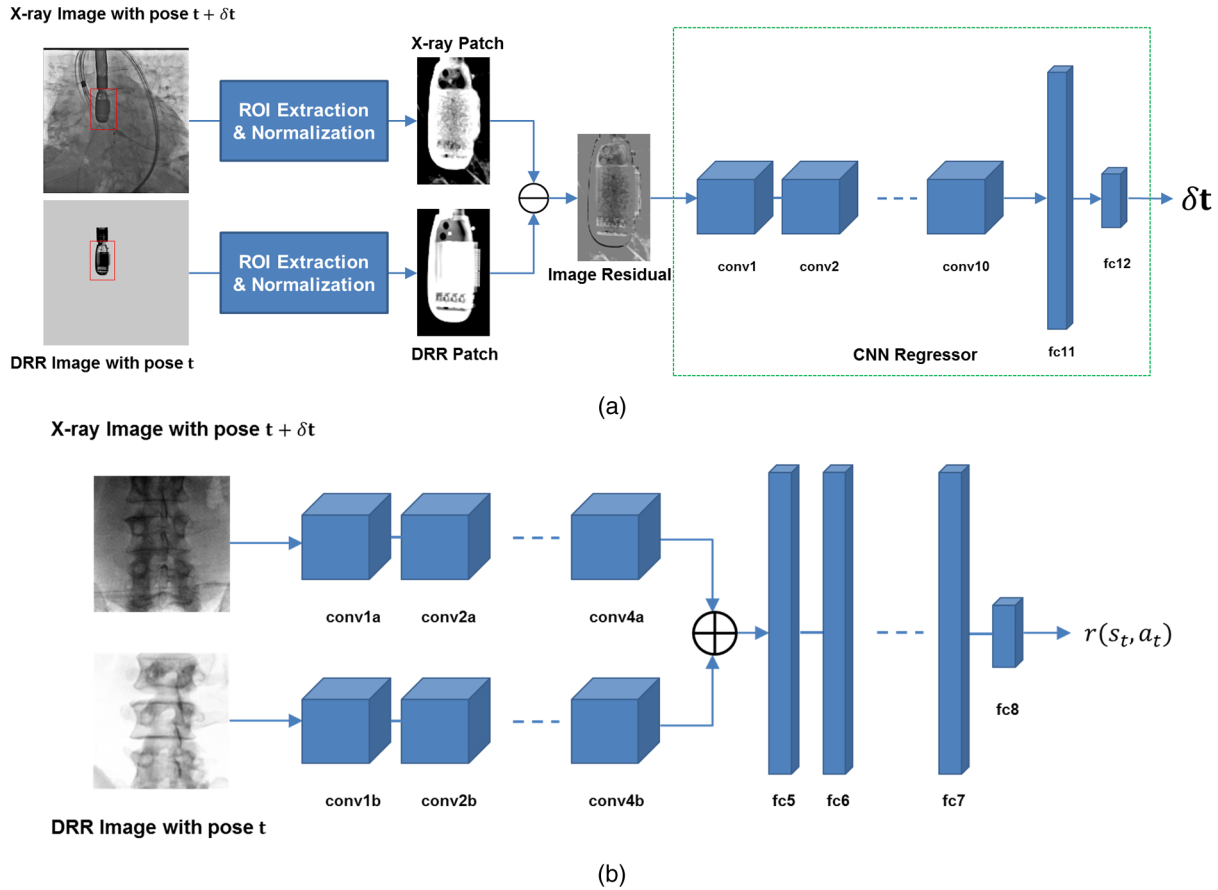 X-ray Image with pose t + δt
X-ray Patch
ROI Extraction
& Normalization
ROI Extraction
& Normalization
DRR Image with pose t
DRR Patch
Image Residual
conv1
conv2
conv10
fc11
fc12
δt
CNN Regressor
(a)
X-ray Image with pose t + δt
conv1a
conv2a
conv4a
conv1b
conv2b
conv4b
fc5
fc6
fc7
fc8
r(s_t, a_t)
DRR Image with pose t
(b)